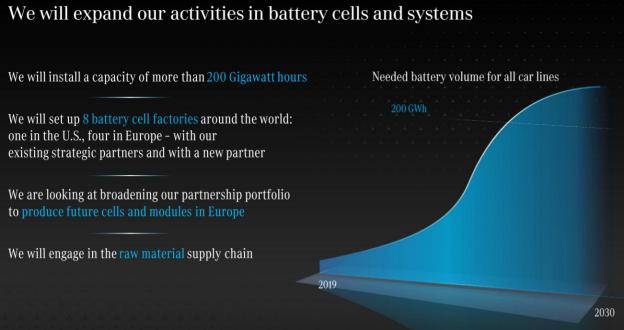 We will expand our activities in battery cells and systems
We will install a capacity of more than 200 Gigawatt hours
We will set up 8 battery cell factories around the world:
one in the U.S., four in Europe – with our
existing strategic partners and with a new partner
We are looking at broadening our partnership portfolio
to produce future cells and modules in Europe
We will engage in the raw material supply chain
Needed battery volume for all car lines
200 GWh
2019
2030